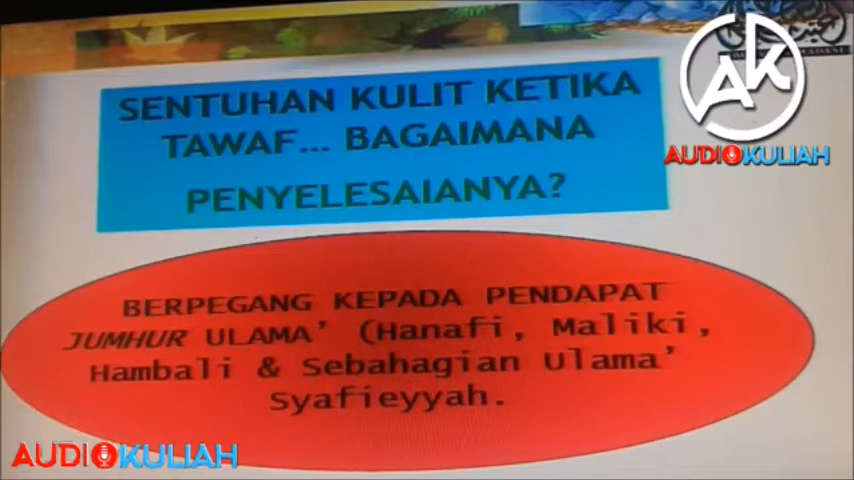 AK
AUDIOKULIAH
SENTUHAN KULIT KETIKA
TAWAF... BAGAIMANA
PENYELESAIANYA?
BERPEGANG KEPADA PENDAPAT
JUMHUR ULAMA' (Hanafi, Maliki,
Hambali & Sebahagian Ulama'
Syafieyyah.
AUDIOKULIAH